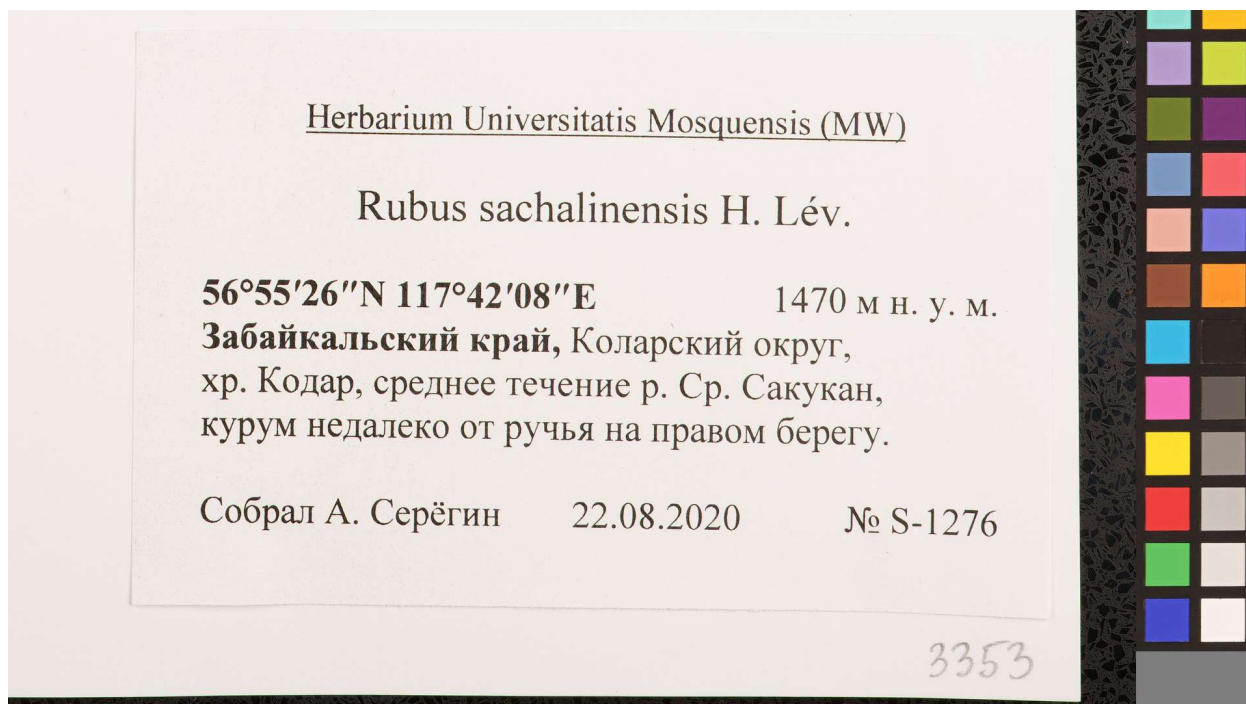 Herbarium Universitatis Mosquensis (MW)
Rubus sachalinensis H. Lév.
56°55′26″N 117°42′08″E 1470 м н. у. м.
Забайкальский край, Коларский округ,
хр. Кодар, среднее течение р. Ср. Сакукан,
курум недалеко от ручья на правом берегу.
Собрал А. Серёгин 22.08.2020 № S-1276
3353